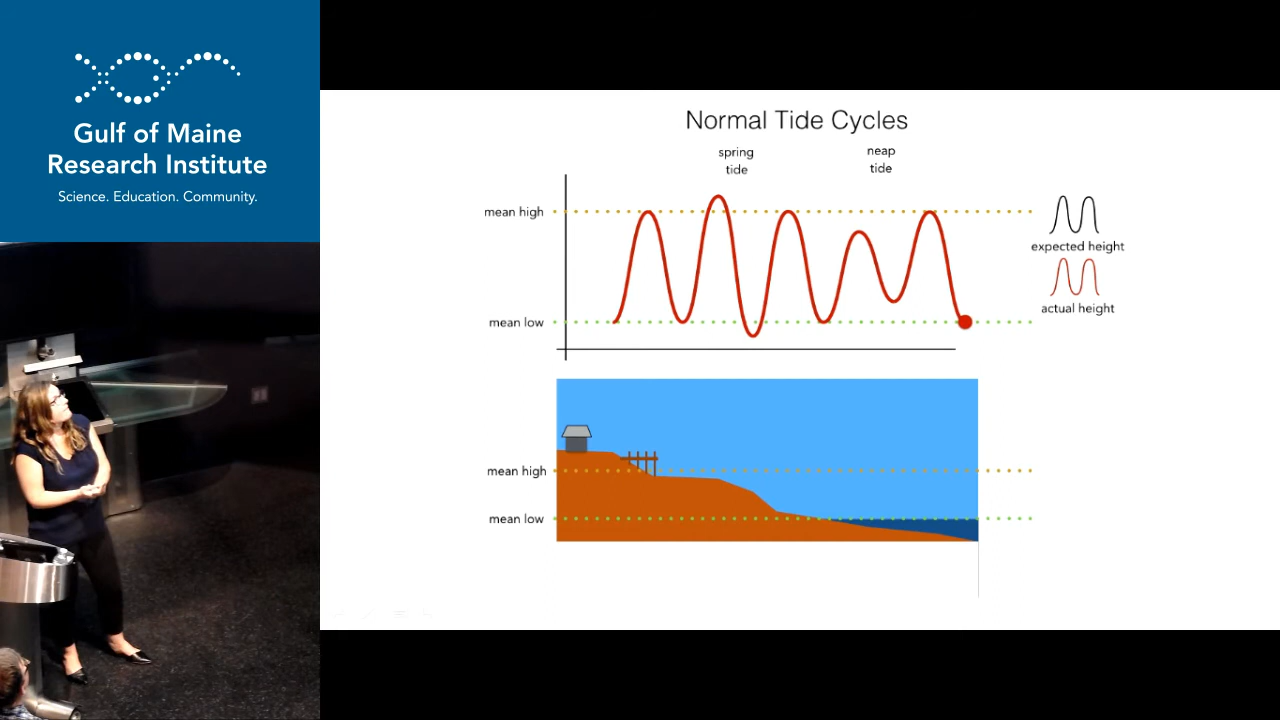 Gulf of Maine
Research Institute
Science. Education. Community.
Normal Tide Cycles
spring
tide
neap
tide
mean high
mean low
expected height
actual height
mean high
mean low